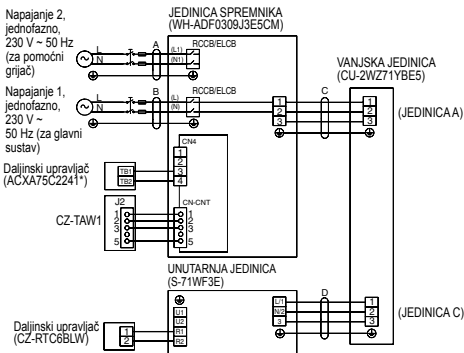 Napajanje 2,
jednofazno,
230 V ~ 50 Hz
(za pomoćni
grijač)
JEDINICA SPREMNIKA
(WH-ADF0309J3E5CM)
A
L
N
(L1)
(N1)
RCCB/ELCB
Napajanje 1,
jednofazno,
230 V ~
50 Hz (za glavni
sustav)
B
L
N
(L)
(N)
RCCB/ELCB
1
2
3
C
VANJSKA JEDINICA
(CU-2WZ71YBE5)
1
2
3
(JEDINICA A)
Daljinski upravljač
(ACXA75C2241*)
TB1
TB2
CN4
1
2
3
4
CZ-TAW1
J2
1
2
3
5
CN-CNT
1
2
3
5
UNUTARNJA JEDINICA
(S-71WF3E)
Daljinski upravljač
(CZ-RTC6BLW)
1
2
U1
U2
R1
R2
L/1
N/2
3
D
1
2
3
(JEDINICA C)